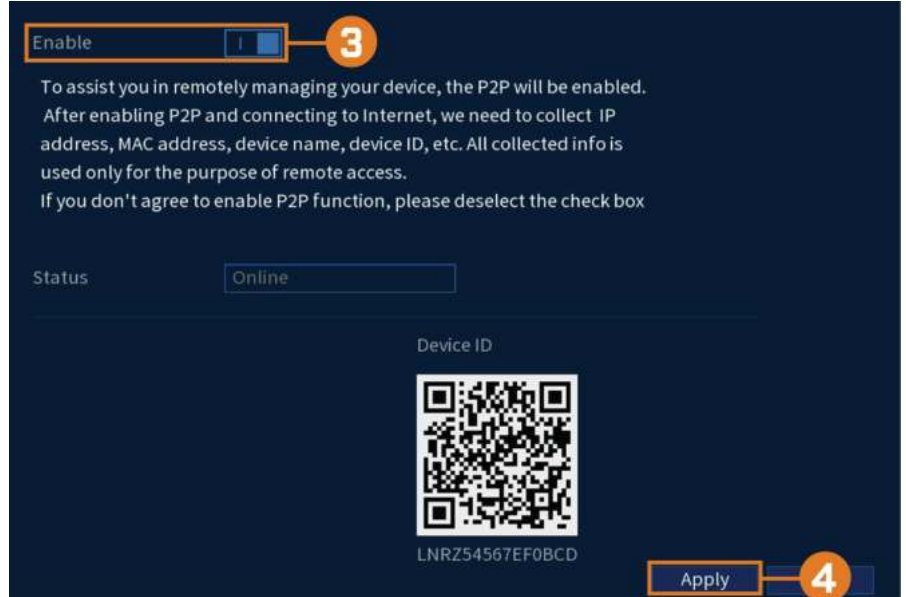 Enable
3
To assist you in remotely managing your device, the P2P will be enabled.
After enabling P2P and connecting to Internet, we need to collect IP
address, MAC address, device name, device ID, etc. All collected info is
used only for the purpose of remote access.
If you don't agree to enable P2P function, please deselect the check box
Status Online
Device ID
LNRZ54567EF0BCD
Apply 4